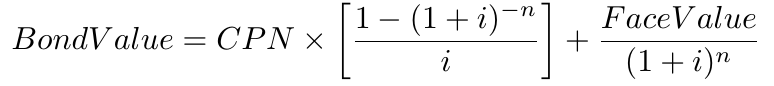 BondValue = CPN × [ (1 − (1 + i)^{−n}) / i ] + FaceValue / (1 + i)^n